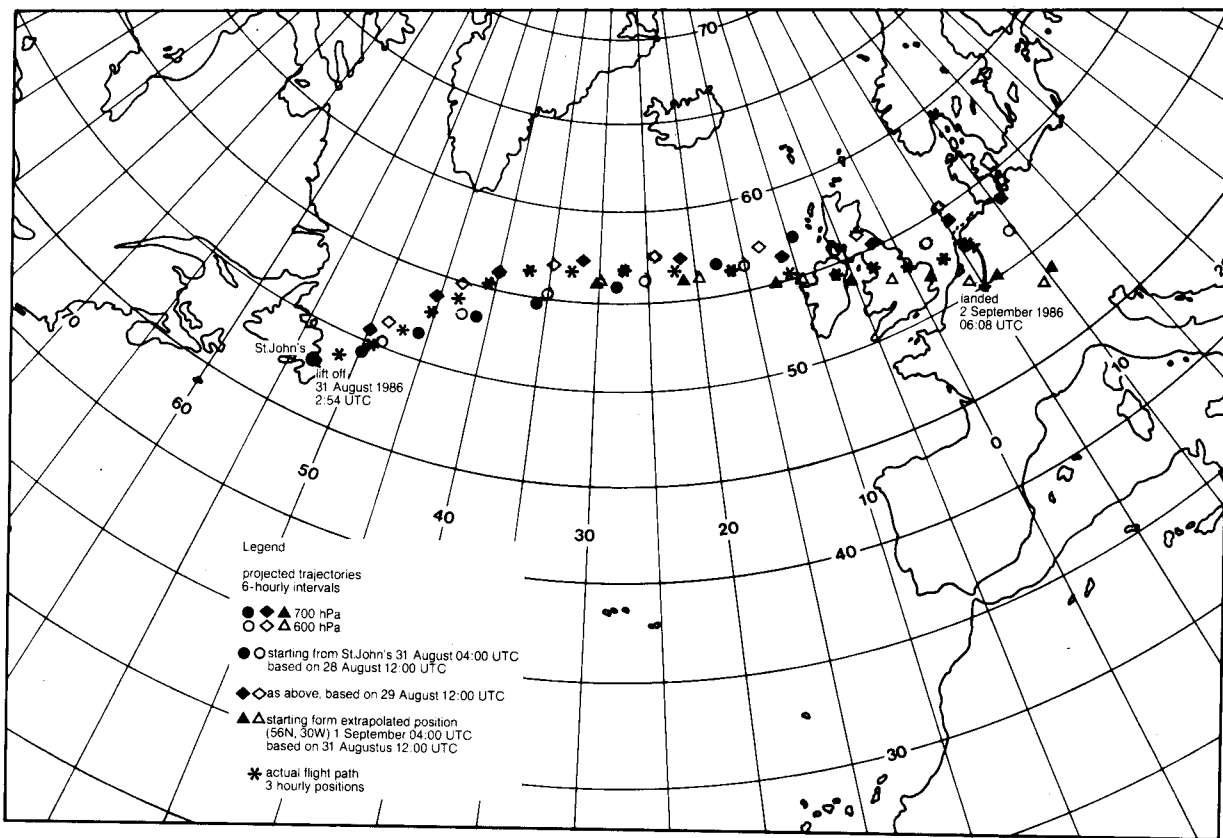 70
60
60
50
50
40
40
30
30
20
10
10
0
20
St.John's
lift off
31 August 1986
2:54 UTC
landed
2 September 1986
06:08 UTC
Legend
projected trajectories
6-hourly intervals
700 hPa
600 hPa
starting from St.John's 31 August 04:00 UTC
based on 28 August 12:00 UTC
as above, based on 29 August 12:00 UTC
starting form extrapolated position
(56N, 30W) 1 September 04:00 UTC
based on 31 Augustus 12:00 UTC
actual flight path
3 hourly positions